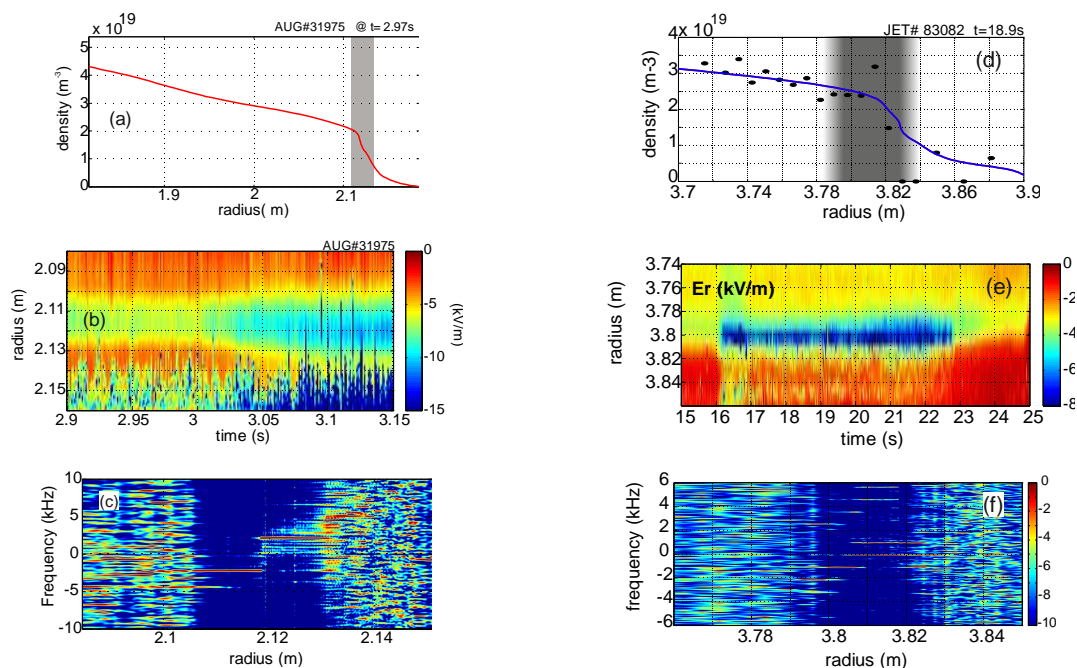 x 10^19 AUG#31975 @ t= 2.97s
density (m^-3)
5
4
3
2
1
0
(a)
1.9 2 2.1
radius( m)
AUG#31975
radius (m)
2.09
2.11
2.13
2.15
(b)
0
-5
-10
-15
(kV/m)
2.9 2.95 3 3.05 3.1 3.15
time (s)
Frequency (kHz)
10
5
0
-5
-10
(c)
2.1 2.12 2.14
radius (m)
x 10^19 JET# 83082 t=18.9s
density (m-3)
4
3
2
1
0
(d)
3.7 3.74 3.78 3.82 3.86 3.9
radius (m)
radius (m)
3.74
3.76
3.78
3.8
3.82
3.84
Er (kV/m)
(e)
0
-2
-4
-6
-8
15 16 17 18 19 20 21 22 23 24 25
time (s)
frequency (kHz)
6
4
2
0
-2
-4
-6
(f)
0
-2
-4
-6
-8
-10
3.78 3.8 3.82 3.84
radius (m)